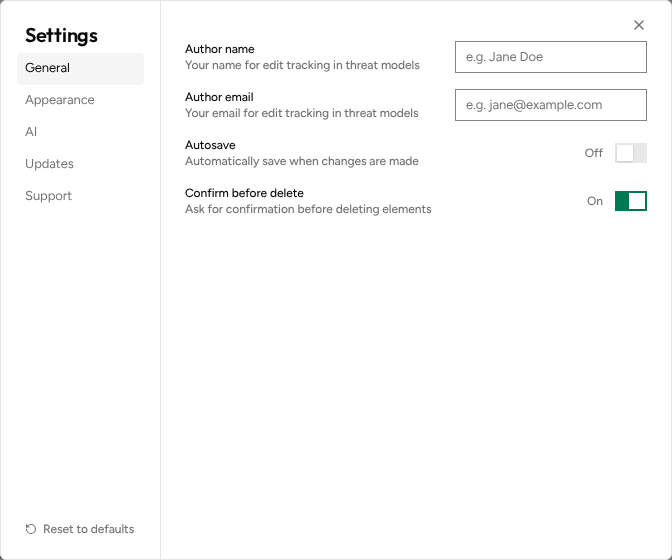 Settings
General
Appearance
AI
Updates
Support
Reset to defaults
Author name
Your name for edit tracking in threat models
e.g. Jane Doe
Author email
Your email for edit tracking in threat models
e.g. jane@example.com
Autosave
Automatically save when changes are made
Off
Confirm before delete
Ask for confirmation before deleting elements
On